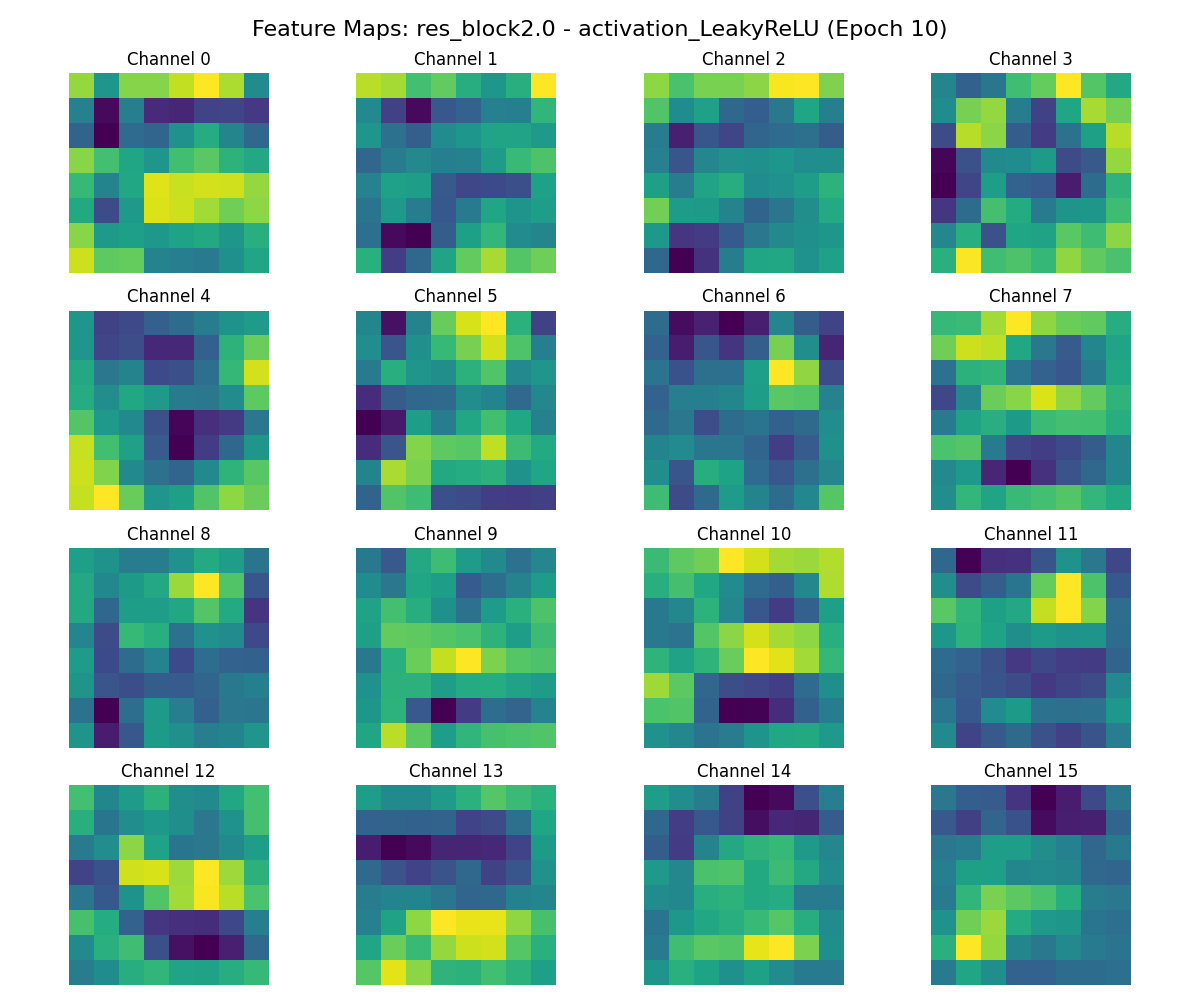 Feature Maps: res_block2.0 - activation_LeakyReLU (Epoch 10)
Channel 0 Channel 1 Channel 2 Channel 3
Channel 4 Channel 5 Channel 6 Channel 7
Channel 8 Channel 9 Channel 10 Channel 11
Channel 12 Channel 13 Channel 14 Channel 15